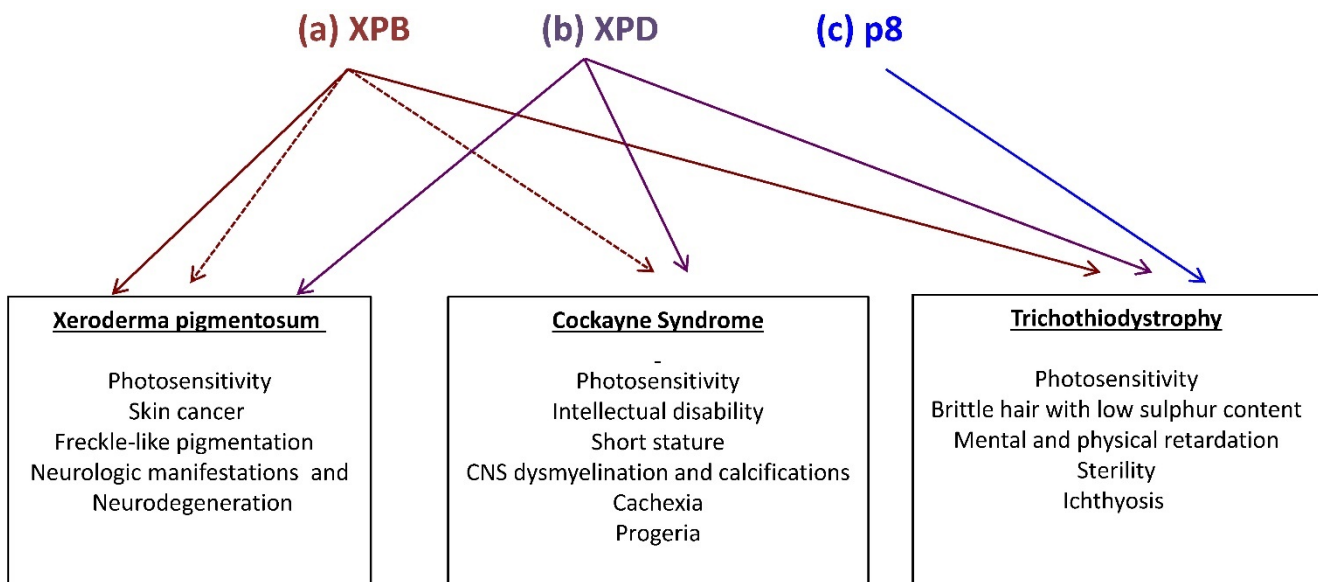 (a) XPB
(b) XPD
(c) p8
Xeroderma pigmentosum
Photosensitivity
Skin cancer
Freckle-like pigmentation
Neurologic manifestations and
Neurodegeneration
Cockayne Syndrome
-
Photosensitivity
Intellectual disability
Short stature
CNS dysmyelination and calcifications
Cachexia
Progeria
Trichothiodystrophy
Photosensitivity
Brittle hair with low sulphur content
Mental and physical retardation
Sterility
Ichthyosis